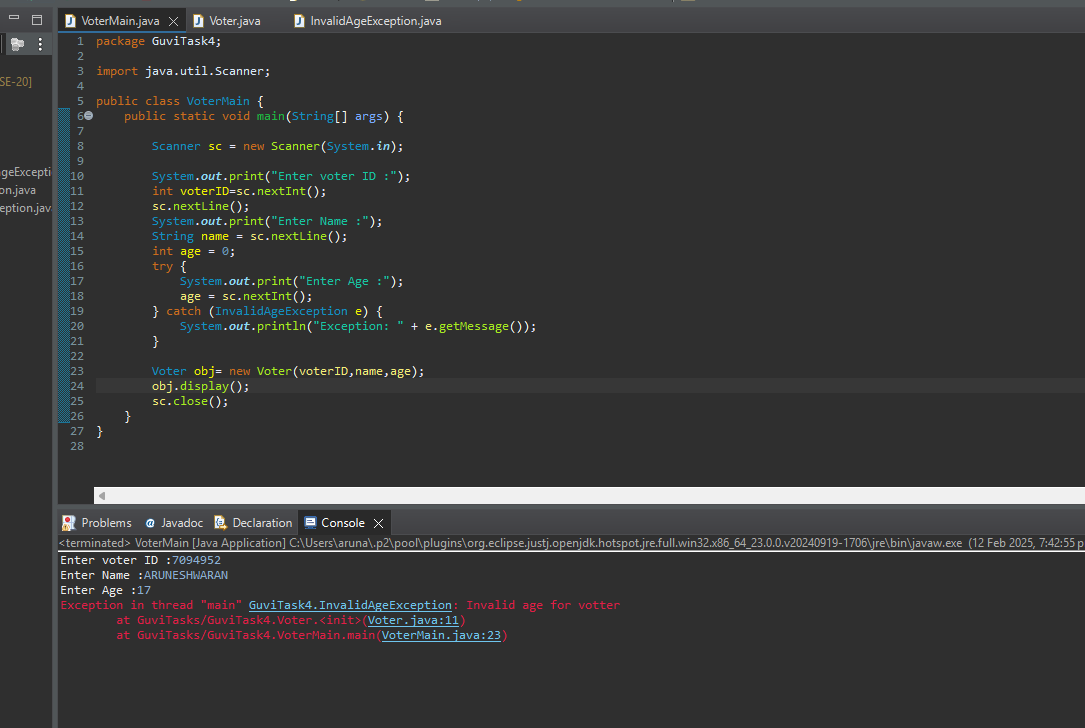 VoterMain.java Voter.java InvalidAgeException.java
SE-20]
geExcepti
on.java
eption.jav
1 package GuviTask4;
2
3 import java.util.Scanner;
4
5 public class VoterMain {
6 public static void main(String[] args) {
7
8 Scanner sc = new Scanner(System.in);
9
10 System.out.print("Enter voter ID :");
11 int voterID=sc.nextInt();
12 sc.nextLine();
13 System.out.print("Enter Name :");
14 String name = sc.nextLine();
15 int age = 0;
16 try {
17 System.out.print("Enter Age :");
18 age = sc.nextInt();
19 } catch (InvalidAgeException e) {
20 System.out.println("Exception: " + e.getMessage());
21 }
22
23 Voter obj= new Voter(voterID,name,age);
24 obj.display();
25 sc.close();
26 }
27 }
28
Problems Javadoc Declaration Console
<terminated> VoterMain [Java Application] C:\Users\aruna\.p2\pool\plugins\org.eclipse.justj.openjdk.hotspot.jre.full.win32.x86_64_23.0.0.v20240919-1706\jre\bin\javaw.exe (12 Feb 2025, 7:42:55 p
Enter voter ID :7094952
Enter Name :ARUNESHWARAN
Enter Age :17
Exception in thread "main" GuviTask4.InvalidAgeException: Invalid age for votter
at GuviTasks/GuviTask4.Voter.<init>(Voter.java:11)
at GuviTasks/GuviTask4.VoterMain.main(VoterMain.java:23)